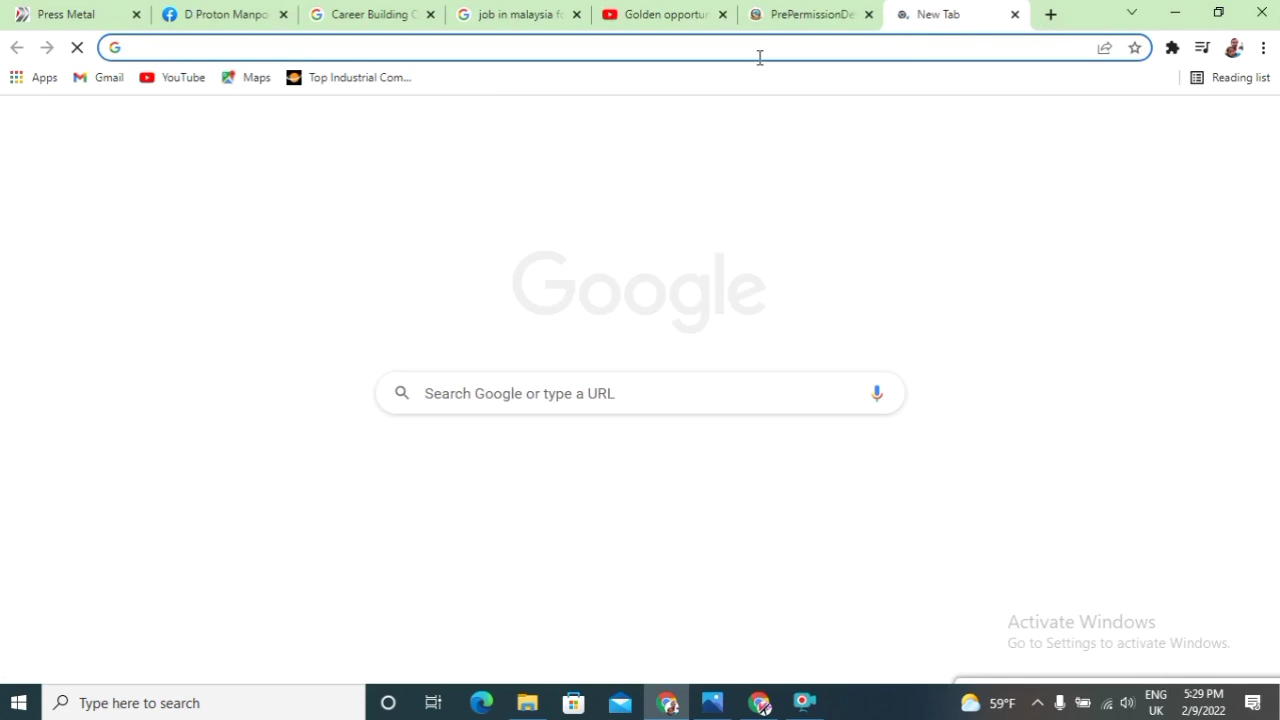 Press Metal
D Proton Manpo
Career Building C
job in malaysia fo
Golden opportur
PrePermissionDe
New Tab
Apps
Gmail
YouTube
Maps
Top Industrial Com...
Reading list
Google
Search Google or type a URL
Activate Windows
Go to Settings to activate Windows.
Type here to search
59°F
ENG
UK
5:29 PM
2/9/2022